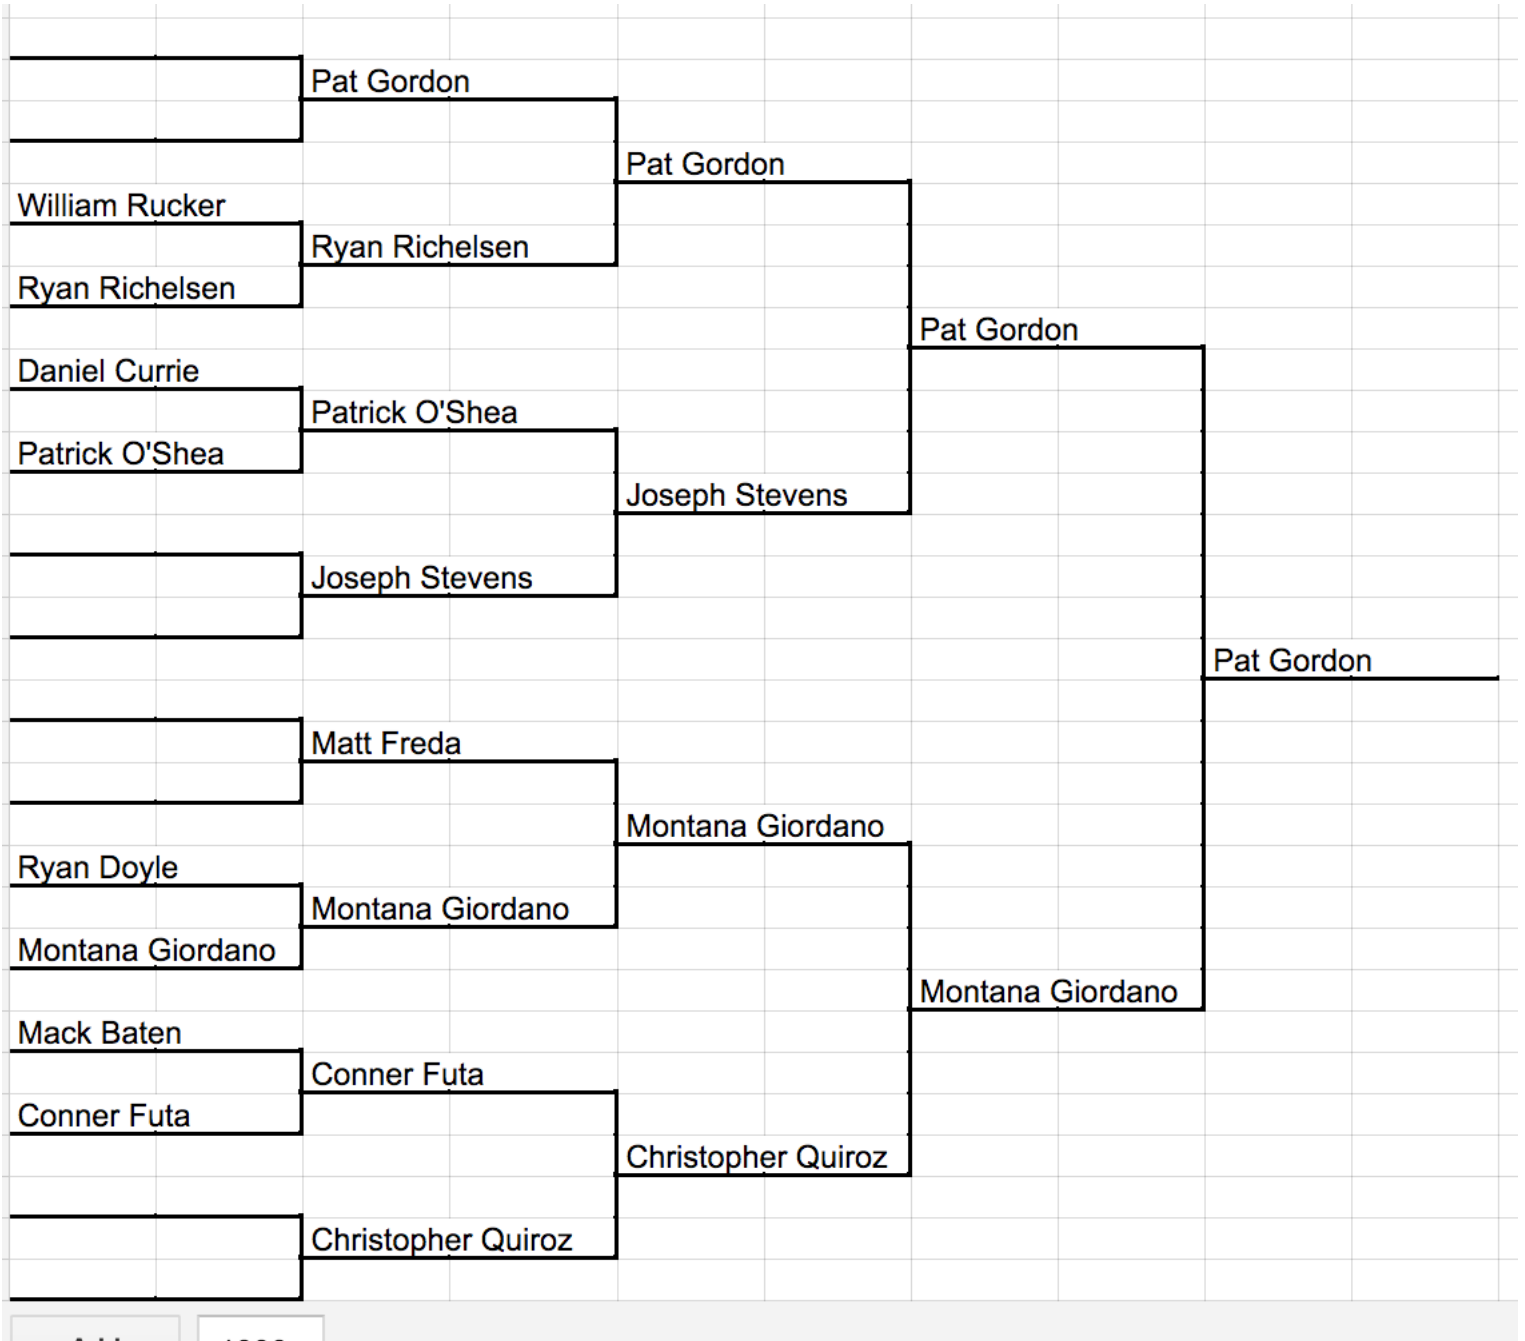 Pat Gordon
Pat Gordon
William Rucker
Ryan Richelsen
Ryan Richelsen
Pat Gordon
Daniel Currie
Patrick O'Shea
Patrick O'Shea
Joseph Stevens
Joseph Stevens
Pat Gordon
Matt Freda
Montana Giordano
Ryan Doyle
Montana Giordano
Montana Giordano
Montana Giordano
Mack Baten
Conner Futa
Conner Futa
Christopher Quiroz
Christopher Quiroz